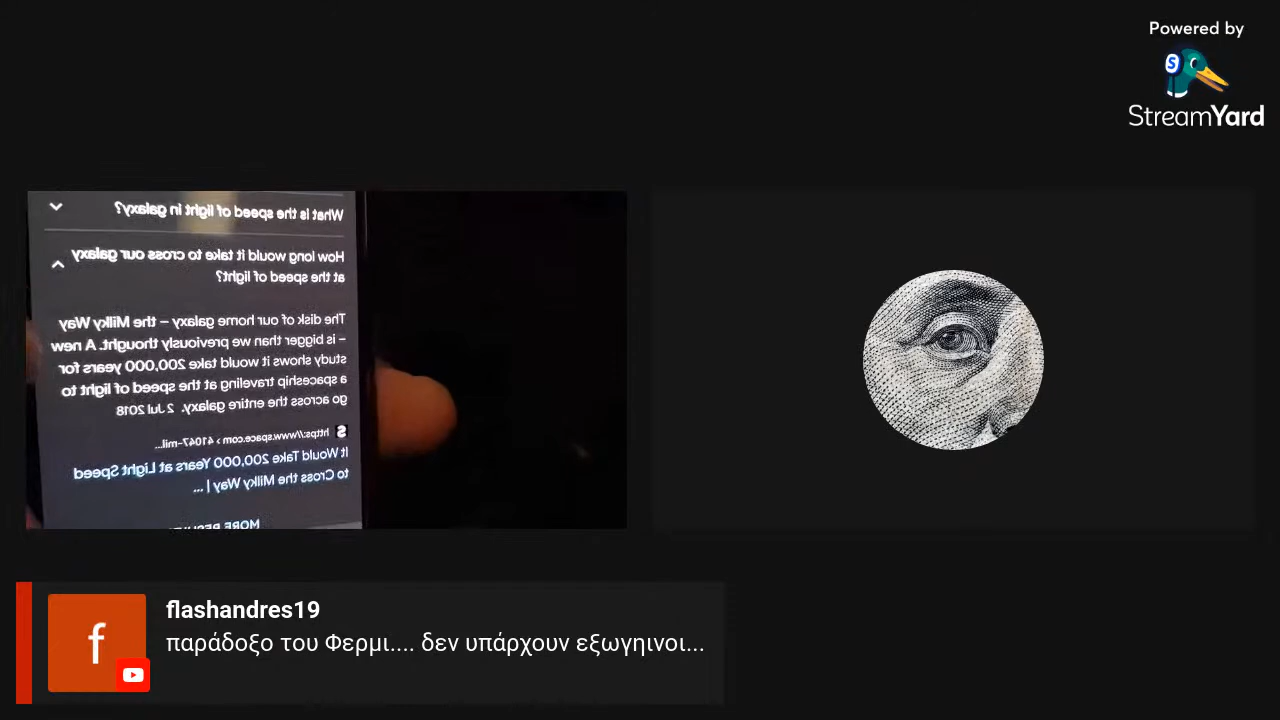 Powered by
StreamYard
What is the speed of light in galaxy?
How long would it take to cross our galaxy
at the speed of light?
The disk of our home galaxy – the Milky Way
– is bigger than we previously thought. A new
study shows it would take 200,000 years for
a spaceship traveling at the speed of light to
go across the entire galaxy. 2 Jul 2018
https://www.space.com › 41047-mil...
It Would Take 200,000 Years at Light Speed
to Cross the Milky Way | ...
MORE
f
flashandres19
παράδοξο του Φερμι.... δεν υπάρχουν εξωγηινοι...